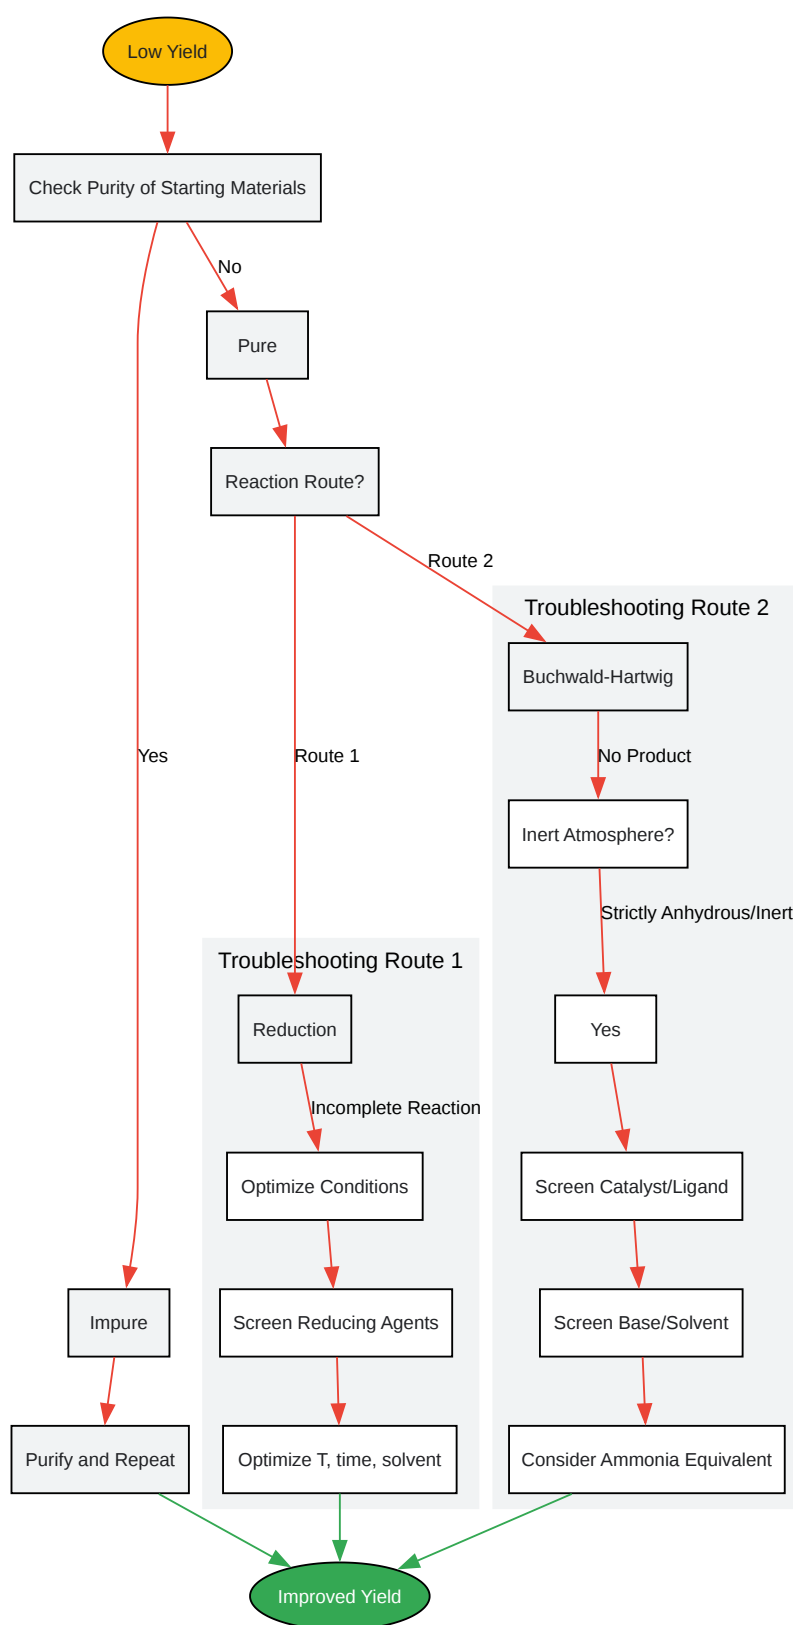 Low Yield
Check Purity of Starting Materials
No
Pure
Reaction Route?
Route 2
Troubleshooting Route 2
Buchwald-Hartwig
Yes
Route 1
No Product
Inert Atmosphere?
Strictly Anhydrous/Inert
Troubleshooting Route 1
Reduction
Yes
Incomplete Reaction
Optimize Conditions
Screen Catalyst/Ligand
Impure
Screen Reducing Agents
Screen Base/Solvent
Purify and Repeat
Optimize T, time, solvent
Consider Ammonia Equivalent
Improved Yield